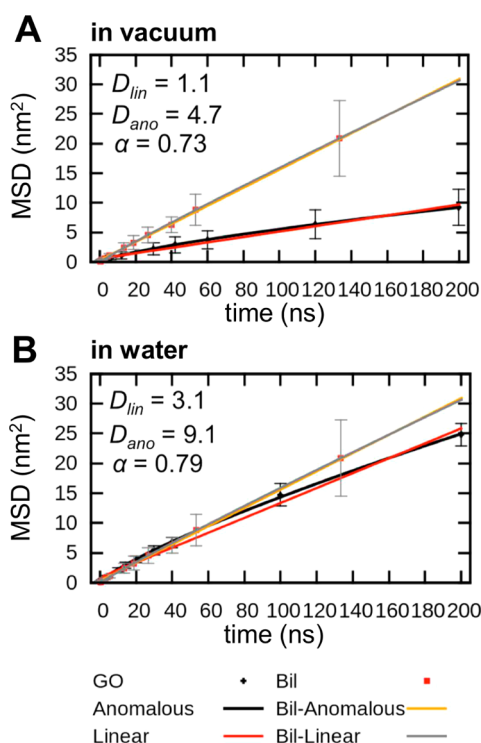 A in vacuum
35
30
25
20
15
10
5
0
MSD (nm²)
D_lin = 1.1
D_ano = 4.7
α = 0.73
0 20 40 60 80 100 120 140 160 180 200
time (ns)
B in water
35
30
25
20
15
10
5
0
MSD (nm²)
D_lin = 3.1
D_ano = 9.1
α = 0.79
0 20 40 60 80 100 120 140 160 180 200
time (ns)
GO Bil
Anomalous Bil-Anomalous
Linear Bil-Linear